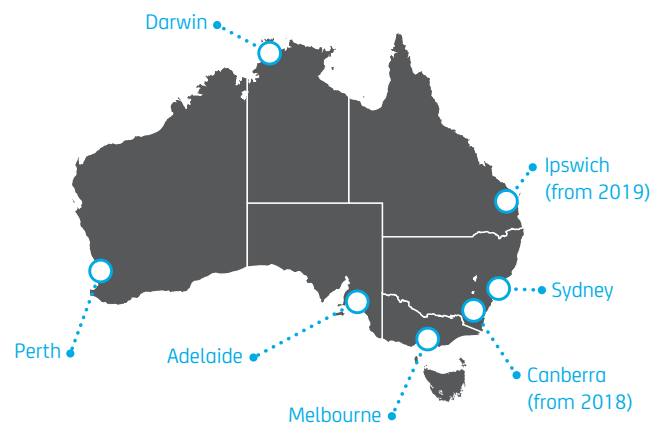 Darwin
Ipswich
(from 2019)
Sydney
Perth
Adelaide
Canberra
(from 2018)
Melbourne